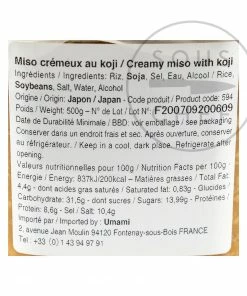 SOUS
Miso crémeux au koji / Creamy miso with koji
Ingrédients / Ingredients: Riz, Soja, Sel, Eau, Alcool / Rice,
Soybeans, Salt, Water, Alcohol
Origine / Origin: Japon / Japan - Code produit / Product code : 594
Poids / Weight: 500g - N° de Lot / Lot N°: F200709200609
Date de Durabilité Minimale / BBD: voir emballage / see packaging
Conserver dans un endroit frais et sec. Après ouverture, conserver
au réfrigérateur. / Keep in a cool, dark place. Refrigerate after
opening.
Valeurs nutritionnelles pour 100g / Nutrition Facts per 100g :
Energie / Energy : 837kJ/200kcal – Matières grasses / Total Fat :
4,4g - dont acides gras saturés / Saturated fat : 0,83g - Glucides /
Carbohydrate : 31,5g - dont sucres / Sugars : 13,99g - Protéines /
Protein : 8,6g - Sel / Salt : 10,4g
Importé par / Imported by : Umami
2, avenue Jean Moulin 94120 Fontenay-sous-Bois FRANCE
Tel : +33 (0)1 43 94 97 91